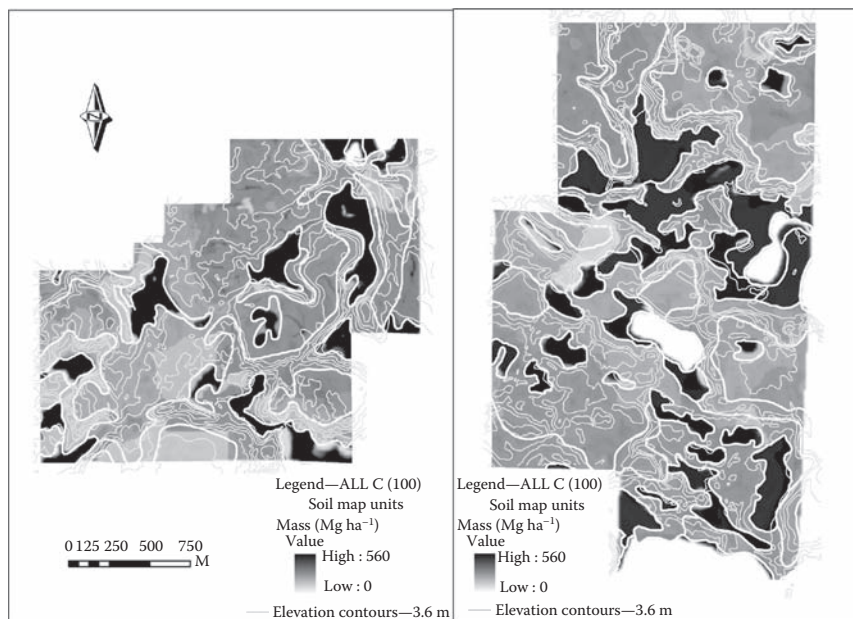 Legend—ALL C (100)
Soil map units
Mass (Mg ha⁻¹)
Value
High : 560
Low : 0
Elevation contours—3.6 m
0 125 250 500 750
M
Legend—ALL C (100)
Soil map units
Mass (Mg ha⁻¹)
Value
High : 560
Low : 0
Elevation contours—3.6 m